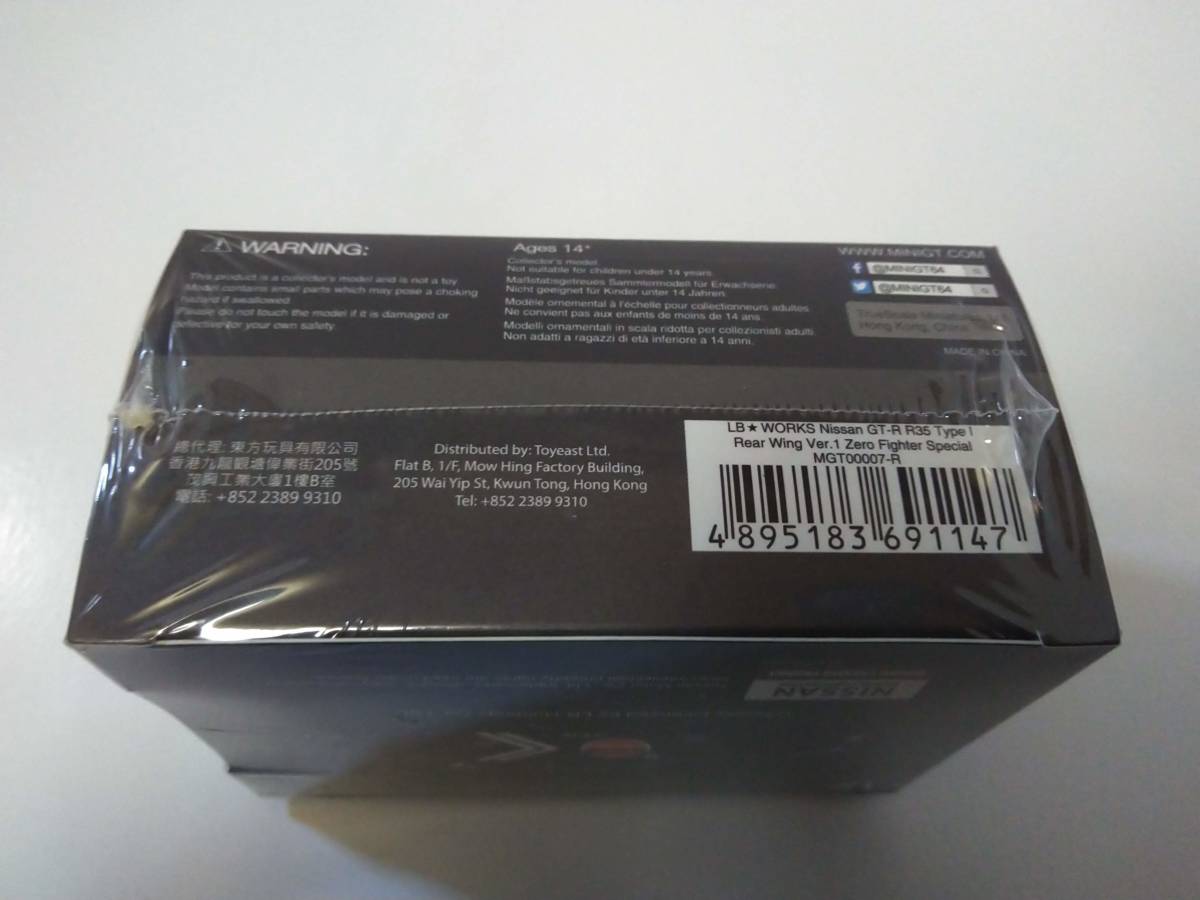 WARNING:
This product is a collector's model and is not a toy
Model contains small parts which may pose a choking
hazard if swallowed
Please do not touch the model if it is damaged or
defective for your own safety.
Ages 14+
Collector's model.
Not suitable for children under 14 years.
Maßstabsgetreues Sammlermodell für Erwachsene.
Nicht geeignet für Kinder unter 14 Jahren.
Modèle ornemental à l'échelle pour collectionneurs adultes.
Ne convient pas aux enfants de moins de 14 ans.
Modelli ornamentali in scala ridotta per collezionisti adulti.
Non adatti a ragazzi di età inferiore a 14 anni.
WWW.MINIGT.COM
@MINIGT64
@MINIGT64
TrueScale
Hong Kong, China
MADE IN CHINA
總代理: 東方玩具有限公司
香港九龍觀塘偉業街205號
茂興工業大廈1樓B室
電話: +852 2389 9310
Distributed by: Toyeast Ltd.
Flat B, 1/F, Mow Hing Factory Building,
205 Wai Yip St, Kwun Tong, Hong Kong
Tel: +852 2389 9310
LB★WORKS Nissan GT-R R35 Type I
Rear Wing Ver.1 Zero Fighter Special
MGT00007-R
4 895183 691147
NISSAN